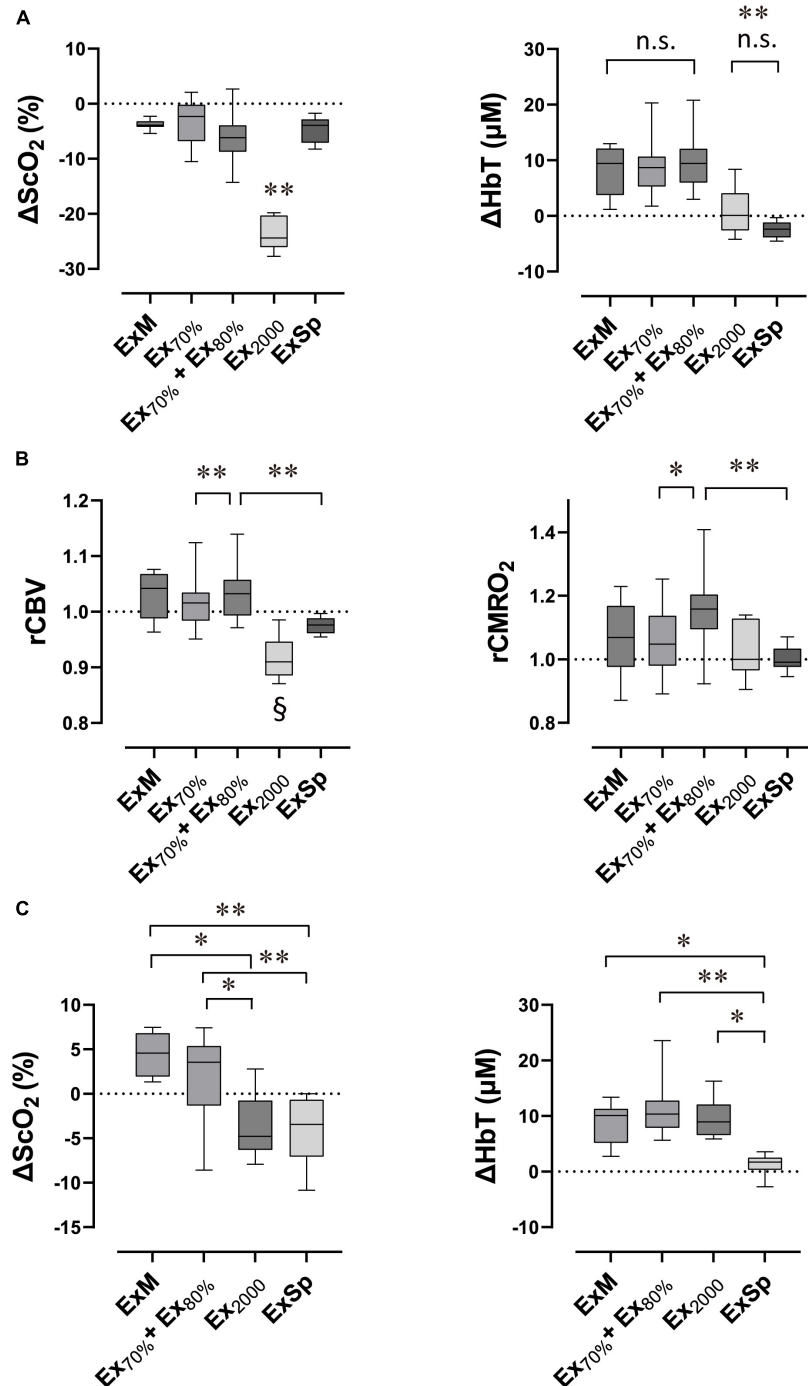 A
**
n.s. n.s.
10
0
-10
-20
-30
ΔScO₂ (%)
**
ExM Ex70% Ex70% + Ex80% Ex2000 ExSp
30
20
10
0
-10
ΔHbT (μM)
ExM Ex70% Ex70% + Ex80% Ex2000 ExSp
B
** **
1.2
1.1
1.0
0.9
0.8
rCBV
§
ExM Ex70% Ex70% + Ex80% Ex2000 ExSp
* **
1.4
1.2
1.0
0.8
rCMRO₂
ExM Ex70% Ex70% + Ex80% Ex2000 ExSp
C
**
*
**
*
10
5
0
-5
-10
-15
ΔScO₂ (%)
ExM Ex70% + Ex80% Ex2000 ExSp
*
**
*
30
20
10
0
-10
ΔHbT (μM)
ExM Ex70% + Ex80% Ex2000 ExSp